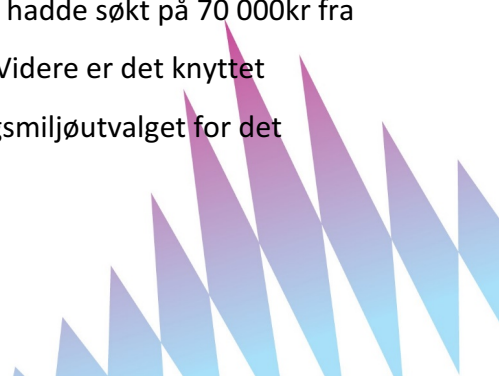 hadde søkt på 70 000kr fra
Videre er det knyttet
gsmiljøutvalget for det